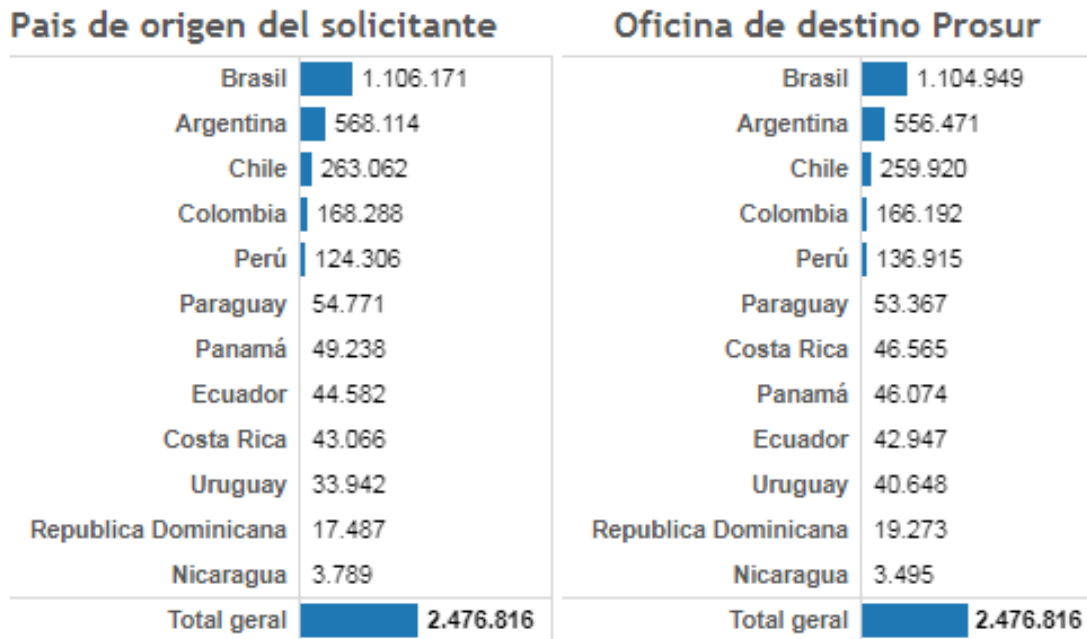 Pais de origen del solicitante
Brasil 1.106.171
Argentina 568.114
Chile 263.062
Colombia 168.288
Perú 124.306
Paraguay 54.771
Panamá 49.238
Ecuador 44.582
Costa Rica 43.066
Uruguay 33.942
Republica Dominicana 17.487
Nicaragua 3.789
Total geral 2.476.816
Oficina de destino Prosur
Brasil 1.104.949
Argentina 556.471
Chile 259.920
Colombia 166.192
Perú 136.915
Paraguay 53.367
Costa Rica 46.565
Panamá 46.074
Ecuador 42.947
Uruguay 40.648
Republica Dominicana 19.273
Nicaragua 3.495
Total geral 2.476.816